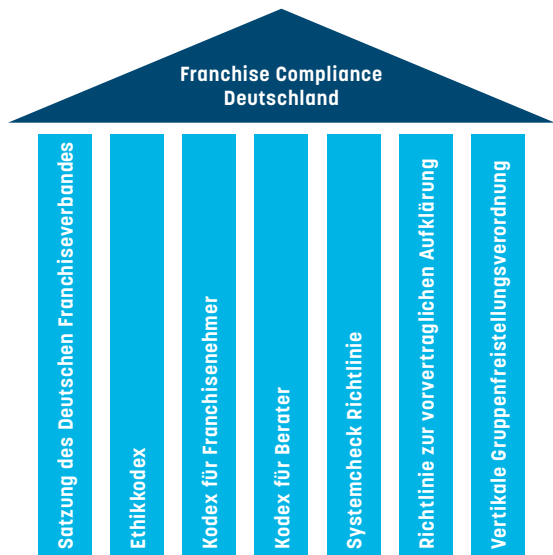 Franchise Compliance
Deutschland
Satzung des Deutschen Franchiseverbandes
Ethikkodex
Kodex für Franchisenehmer
Kodex für Berater
Systemcheck Richtlinie
Richtlinie zur vorvertraglichen Aufklärung
Vertikale Gruppenfreistellungsverordnung